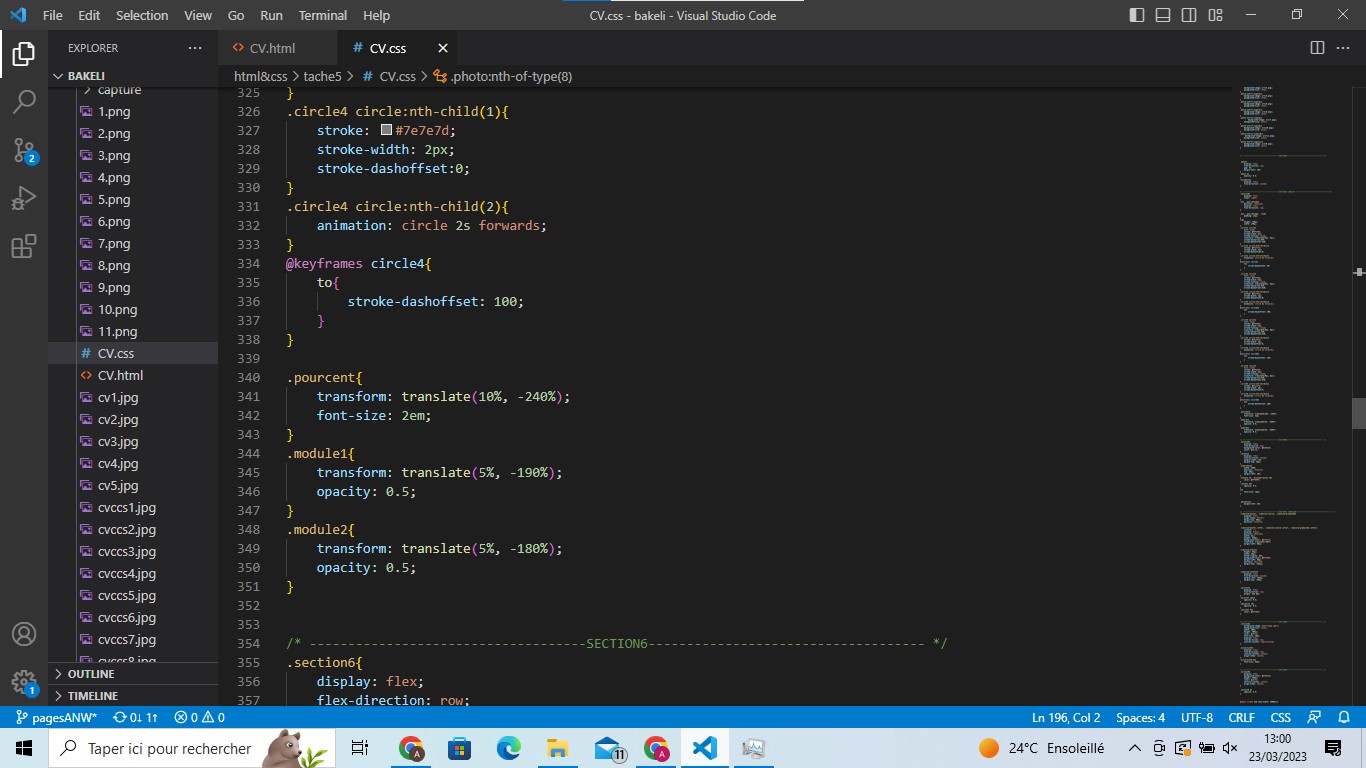 File Edit Selection View Go Run Terminal Help
CV.css - bakeli - Visual Studio Code
EXPLORER
BAKELI
capture
1.png
2.png
3.png
4.png
5.png
6.png
7.png
8.png
9.png
10.png
11.png
CV.css
CV.html
cv1.jpg
cv2.jpg
cv3.jpg
cv4.jpg
cv5.jpg
cvccs1.jpg
cvccs2.jpg
cvccs3.jpg
cvccs4.jpg
cvccs5.jpg
cvccs6.jpg
cvccs7.jpg
cvccs8.jpg
OUTLINE
TIMELINE
CV.html CV.css
html&css > tache5 > # CV.css > .photo:nth-of-type(8)
325 }
326 .circle4 circle:nth-child(1){
327 stroke: #7e7e7d;
328 stroke-width: 2px;
329 stroke-dashoffset:0;
330 }
331 .circle4 circle:nth-child(2){
332 animation: circle 2s forwards;
333 }
334 @keyframes circle4{
335 to{
336 stroke-dashoffset: 100;
337 }
338 }
339
340 .pourcent{
341 transform: translate(10%, -240%);
342 font-size: 2em;
343 }
344 .module1{
345 transform: translate(5%, -190%);
346 opacity: 0.5;
347 }
348 .module2{
349 transform: translate(5%, -180%);
350 opacity: 0.5;
351 }
352
353
354 /* ------------------------------------SECTION6------------------------------------ */
355 .section6{
356 display: flex;
357 flex-direction: row;
2
1
pagesANW* 0↓ 1↑ 0 0
Ln 196, Col 2 Spaces: 4 UTF-8 CRLF CSS
Taper ici pour rechercher
A
11
A
24°C Ensoleillé
13:00
23/03/2023